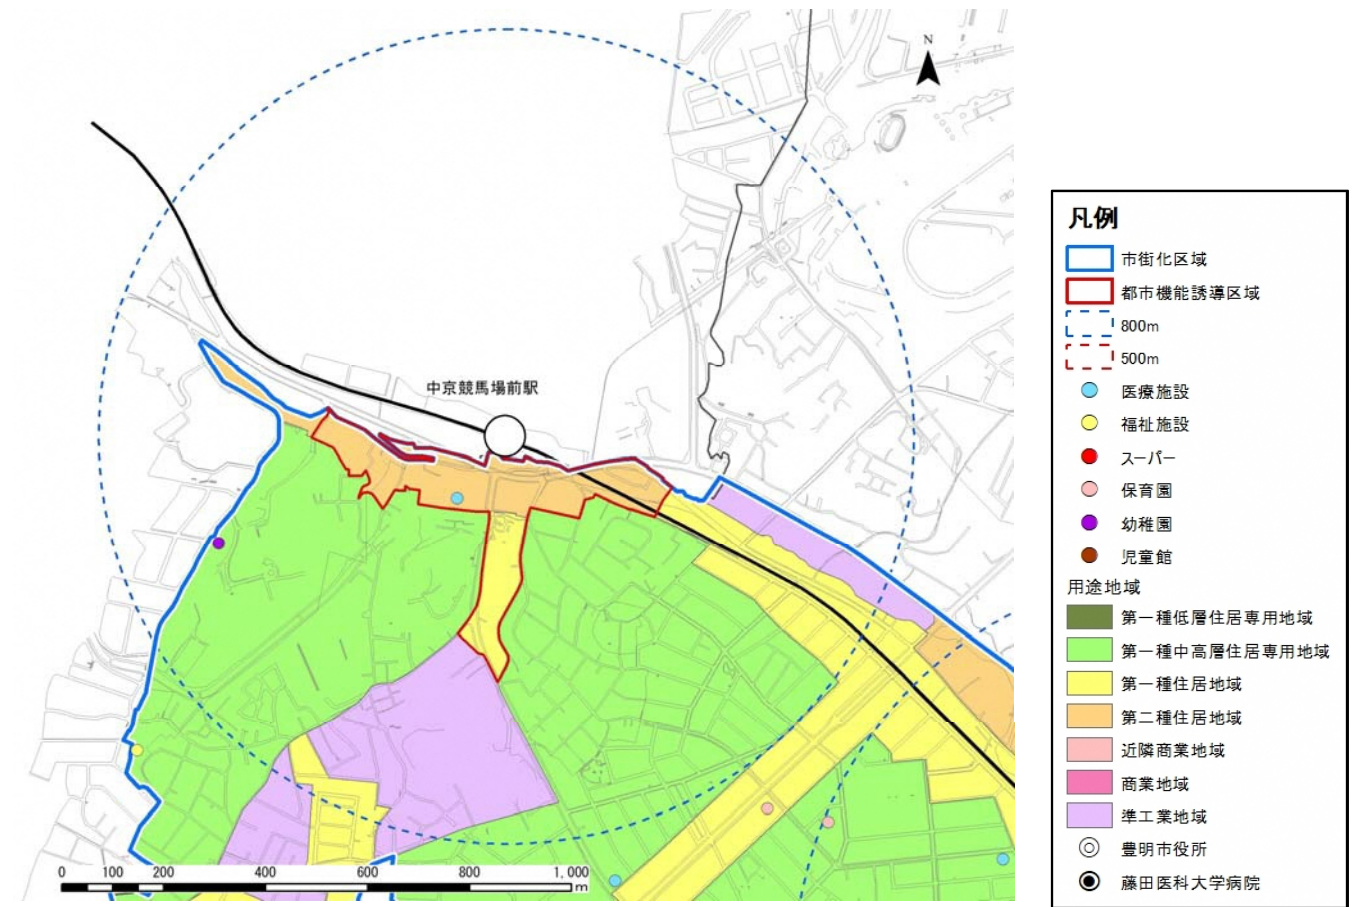 N
中京競馬場前駅
0 100 200 400 600 800 1,000
m
凡例
市街化区域
都市機能誘導区域
800m
500m
医療施設
福祉施設
スーパー
保育園
幼稚園
児童館
用途地域
第一種低層住居専用地域
第一種中高層住居専用地域
第一種住居地域
第二種住居地域
近隣商業地域
商業地域
準工業地域
豊明市役所
藤田医科大学病院